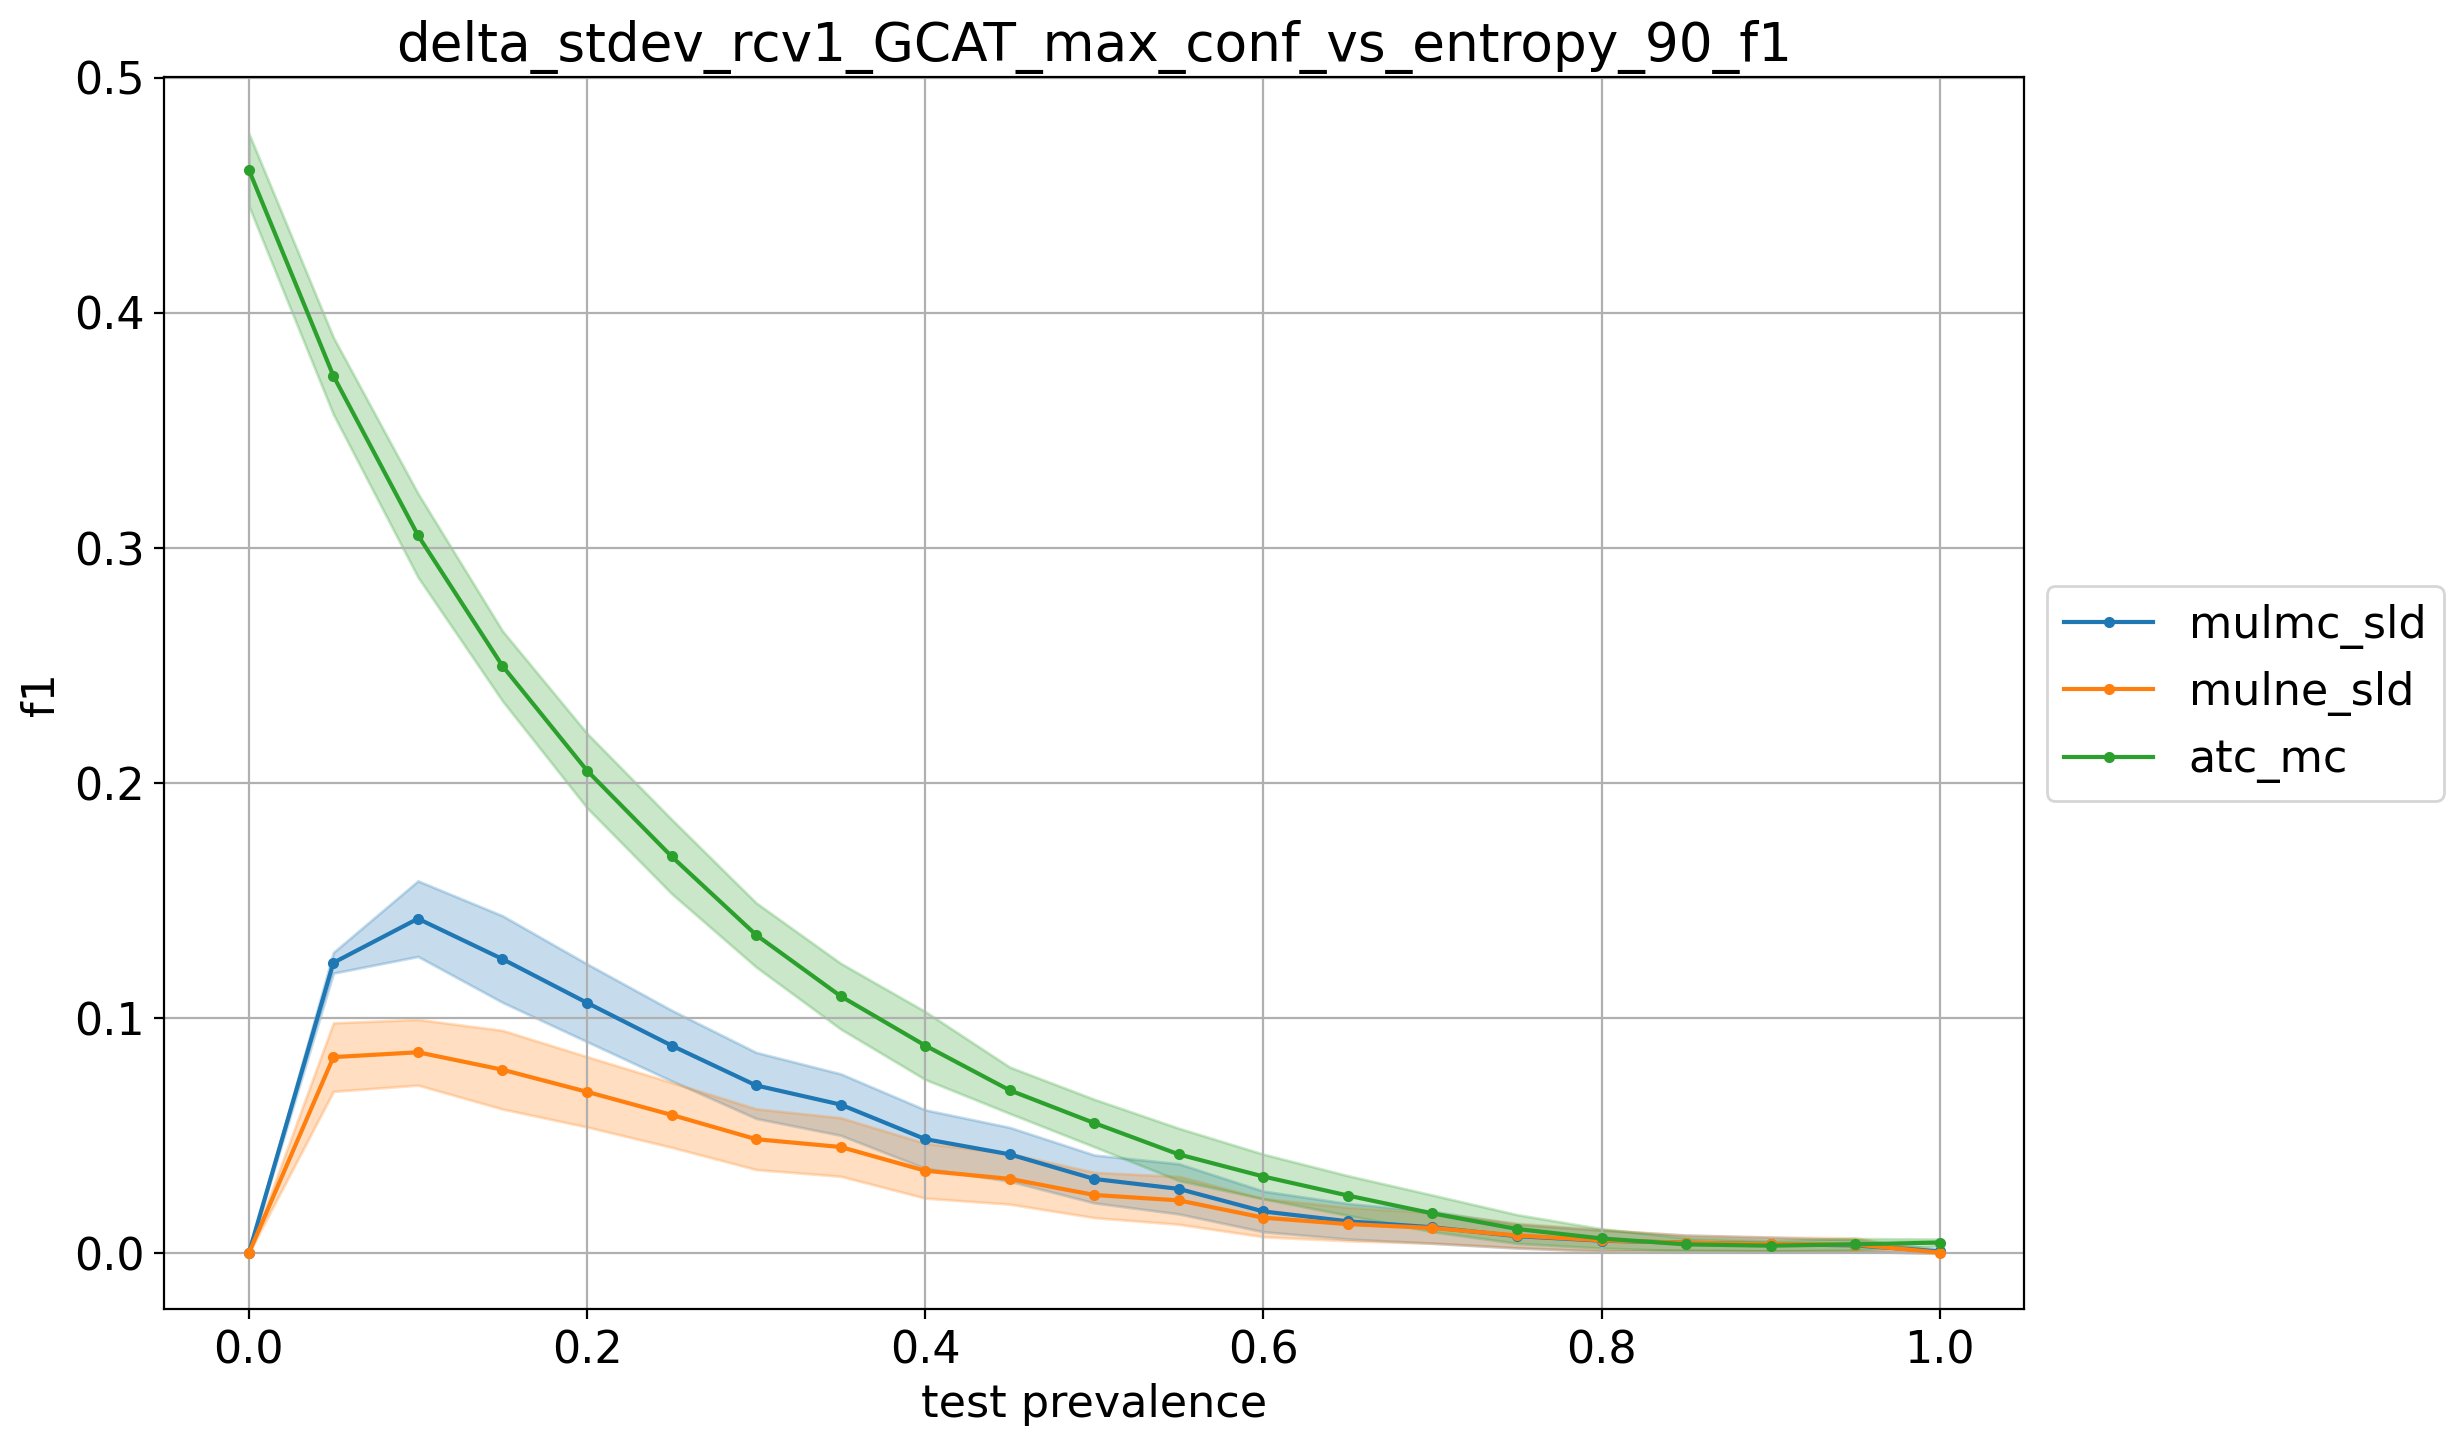 delta_stdev_rcv1_GCAT_max_conf_vs_entropy_90_f1
0.5
0.4
0.3
0.2
0.1
0.0
f1
0.0 0.2 0.4 0.6 0.8 1.0
test prevalence
mulmc_sld
mulne_sld
atc_mc